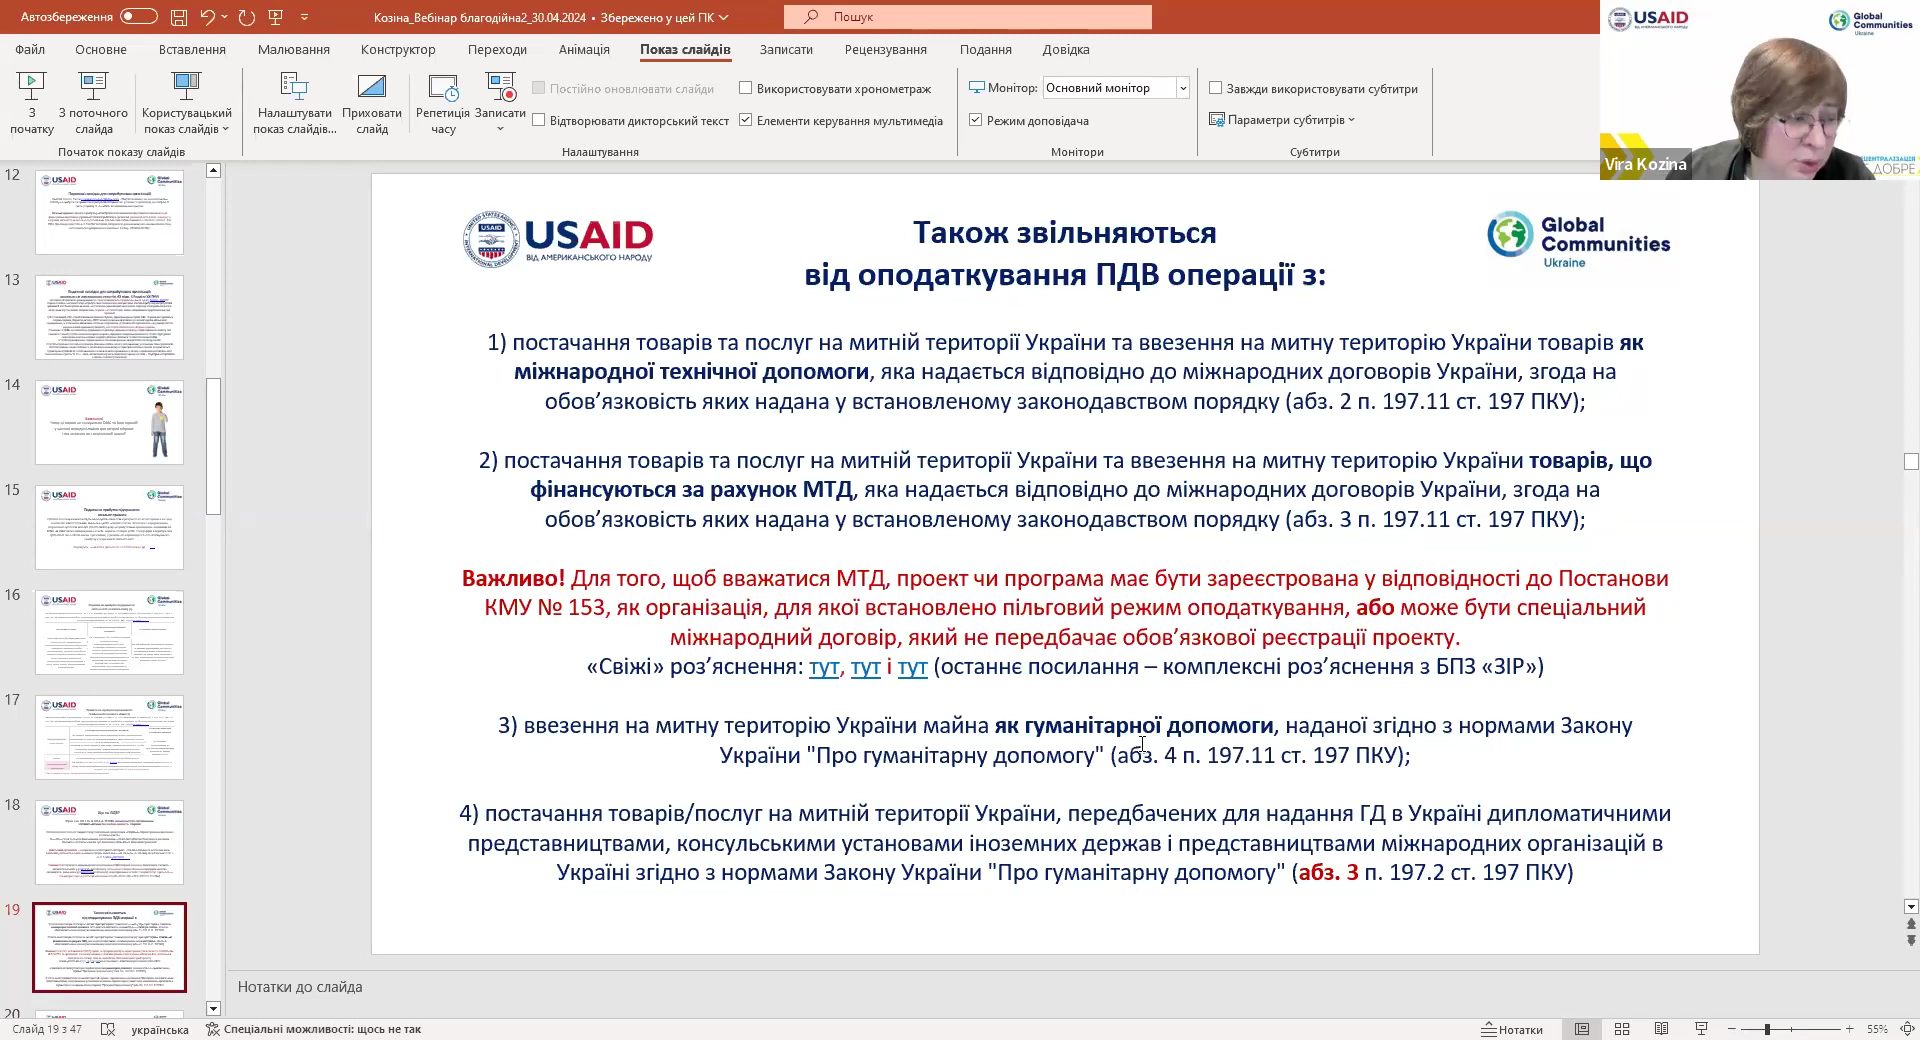 Автозбереження
Козіна_Вебінар благодійна2_30.04.2024 • Збережено у цей ПК
Пошук
Файл Основне Вставлення Малювання Конструктор Переходи Анімація Показ слайдів Записати Рецензування Подання Довідка
З початку
З поточного слайда
Користувацький показ слайдів
Початок показу слайдів
Налаштувати показ слайдів...
Приховати слайд
Репетиція часу
Записати
Постійно оновлювати слайди
Відтворювати дикторський текст
Використовувати хронометраж
Елементи керування мультимедіа
Налаштування
Монітор: Основний монітор
Режим доповідача
Монітори
Завжди використовувати субтитри
Параметри субтитрів
Субтитри
USAID
Global
Communities
Ukraine
Vira Kozina
ДОБРЕ
12
13
14
15
16
17
18
19
20
USAID
ВІД АМЕРИКАНСЬКОГО НАРОДУ
Також звільняються
від оподаткування ПДВ операції з:
Global
Communities
Ukraine
1) постачання товарів та послуг на митній території України та ввезення на митну територію України товарів як
міжнародної технічної допомоги, яка надається відповідно до міжнародних договорів України, згода на
обов’язковість яких надана у встановленому законодавством порядку (абз. 2 п. 197.11 ст. 197 ПКУ);
2) постачання товарів та послуг на митній території України та ввезення на митну територію України товарів, що
фінансуються за рахунок МТД, яка надається відповідно до міжнародних договорів України, згода на
обов’язковість яких надана у встановленому законодавством порядку (абз. 3 п. 197.11 ст. 197 ПКУ);
Важливо! Для того, щоб вважатися МТД, проект чи програма має бути зареєстрована у відповідності до Постанови
КМУ № 153, як організація, для якої встановлено пільговий режим оподаткування, або може бути спеціальний
міжнародний договір, який не передбачає обов’язкової реєстрації проекту.
«Свіжі» роз’яснення: тут, тут і тут (останнє посилання – комплексні роз’яснення з БПЗ «ЗІР»)
3) ввезення на митну територію України майна як гуманітарної допомоги, наданої згідно з нормами Закону
України "Про гуманітарну допомогу" (абз. 4 п. 197.11 ст. 197 ПКУ);
4) постачання товарів/послуг на митній території України, передбачених для надання ГД в Україні дипломатичними
представництвами, консульськими установами іноземних держав і представництвами міжнародних організацій в
Україні згідно з нормами Закону України "Про гуманітарну допомогу" (абз. 3 п. 197.2 ст. 197 ПКУ)
Нотатки до слайда
Слайд 19 з 47
українська
Спеціальні можливості: щось не так
Нотатки
55%